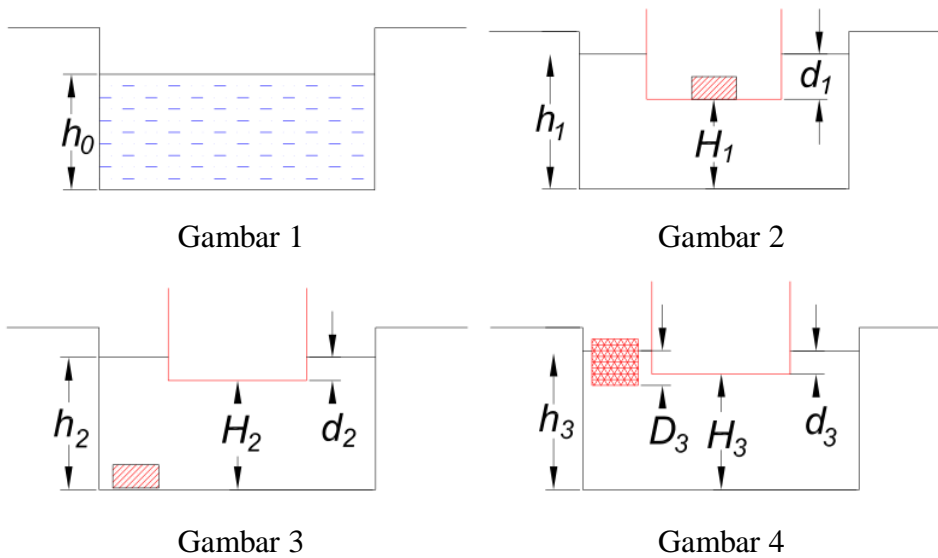 h₀
Gambar 1
h₁
H₁
d₁
Gambar 2
h₂
H₂
d₂
Gambar 3
h₃
D₃
H₃
d₃
Gambar 4